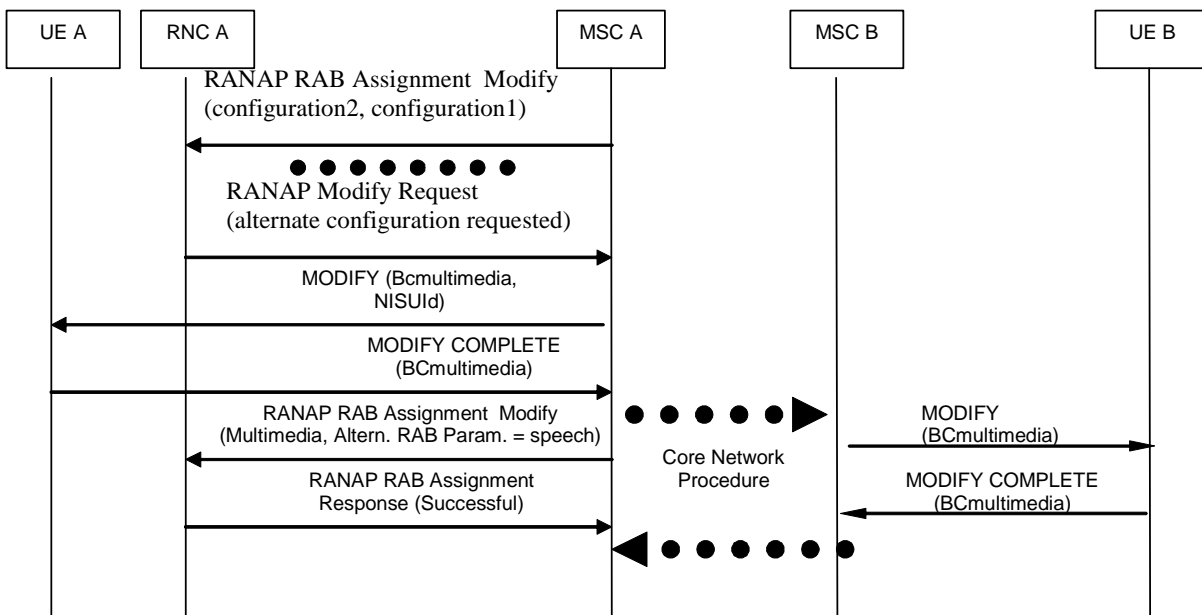 UE A
RNC A
MSC A
MSC B
UE B
RANAP RAB Assignment Modify
(configuration2, configuration1)
RANAP Modify Request
(alternate configuration requested)
MODIFY (Bcmultimedia,
NISUId)
MODIFY COMPLETE
(BCmultimedia)
RANAP RAB Assignment Modify
(Multimedia, Altern. RAB Param. = speech)
MODIFY
(BCmultimedia)
Core Network
Procedure
RANAP RAB Assignment
Response (Successful)
MODIFY COMPLETE
(BCmultimedia)